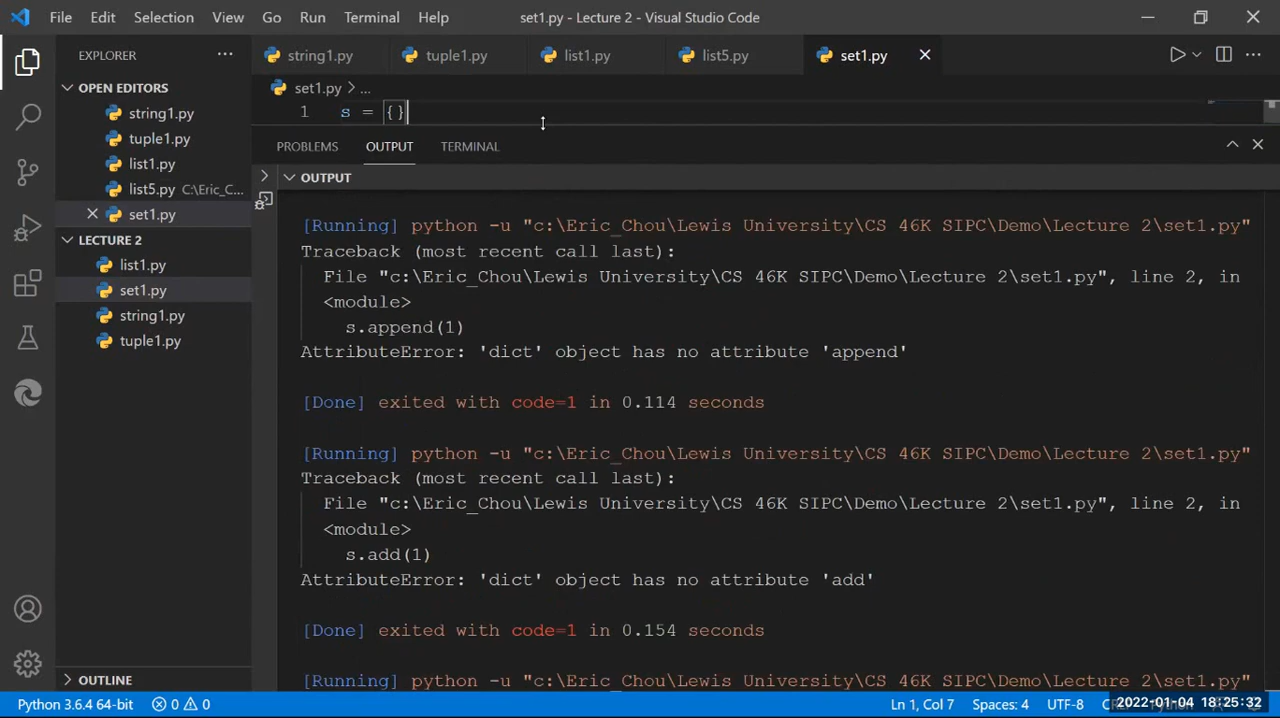 File Edit Selection View Go Run Terminal Help set1.py - Lecture 2 - Visual Studio Code
EXPLORER
string1.py tuple1.py list1.py list5.py set1.py
OPEN EDITORS
string1.py
tuple1.py
list1.py
list5.py C:\Eric_C...
set1.py
LECTURE 2
list1.py
set1.py
string1.py
tuple1.py
OUTLINE
set1.py > ...
1 s = {}
PROBLEMS OUTPUT TERMINAL
OUTPUT
[Running] python -u "c:\Eric_Chou\Lewis University\CS 46K SIPC\Demo\Lecture 2\set1.py"
Traceback (most recent call last):
File "c:\Eric_Chou\Lewis University\CS 46K SIPC\Demo\Lecture 2\set1.py", line 2, in
<module>
s.append(1)
AttributeError: 'dict' object has no attribute 'append'
[Done] exited with code=1 in 0.114 seconds
[Running] python -u "c:\Eric_Chou\Lewis University\CS 46K SIPC\Demo\Lecture 2\set1.py"
Traceback (most recent call last):
File "c:\Eric_Chou\Lewis University\CS 46K SIPC\Demo\Lecture 2\set1.py", line 2, in
<module>
s.add(1)
AttributeError: 'dict' object has no attribute 'add'
[Done] exited with code=1 in 0.154 seconds
[Running] python -u "c:\Eric_Chou\Lewis University\CS 46K SIPC\Demo\Lecture 2\set1.py"
Python 3.6.4 64-bit 0 0 Ln 1, Col 7 Spaces: 4 UTF-8 2022-01-04 18:25:32